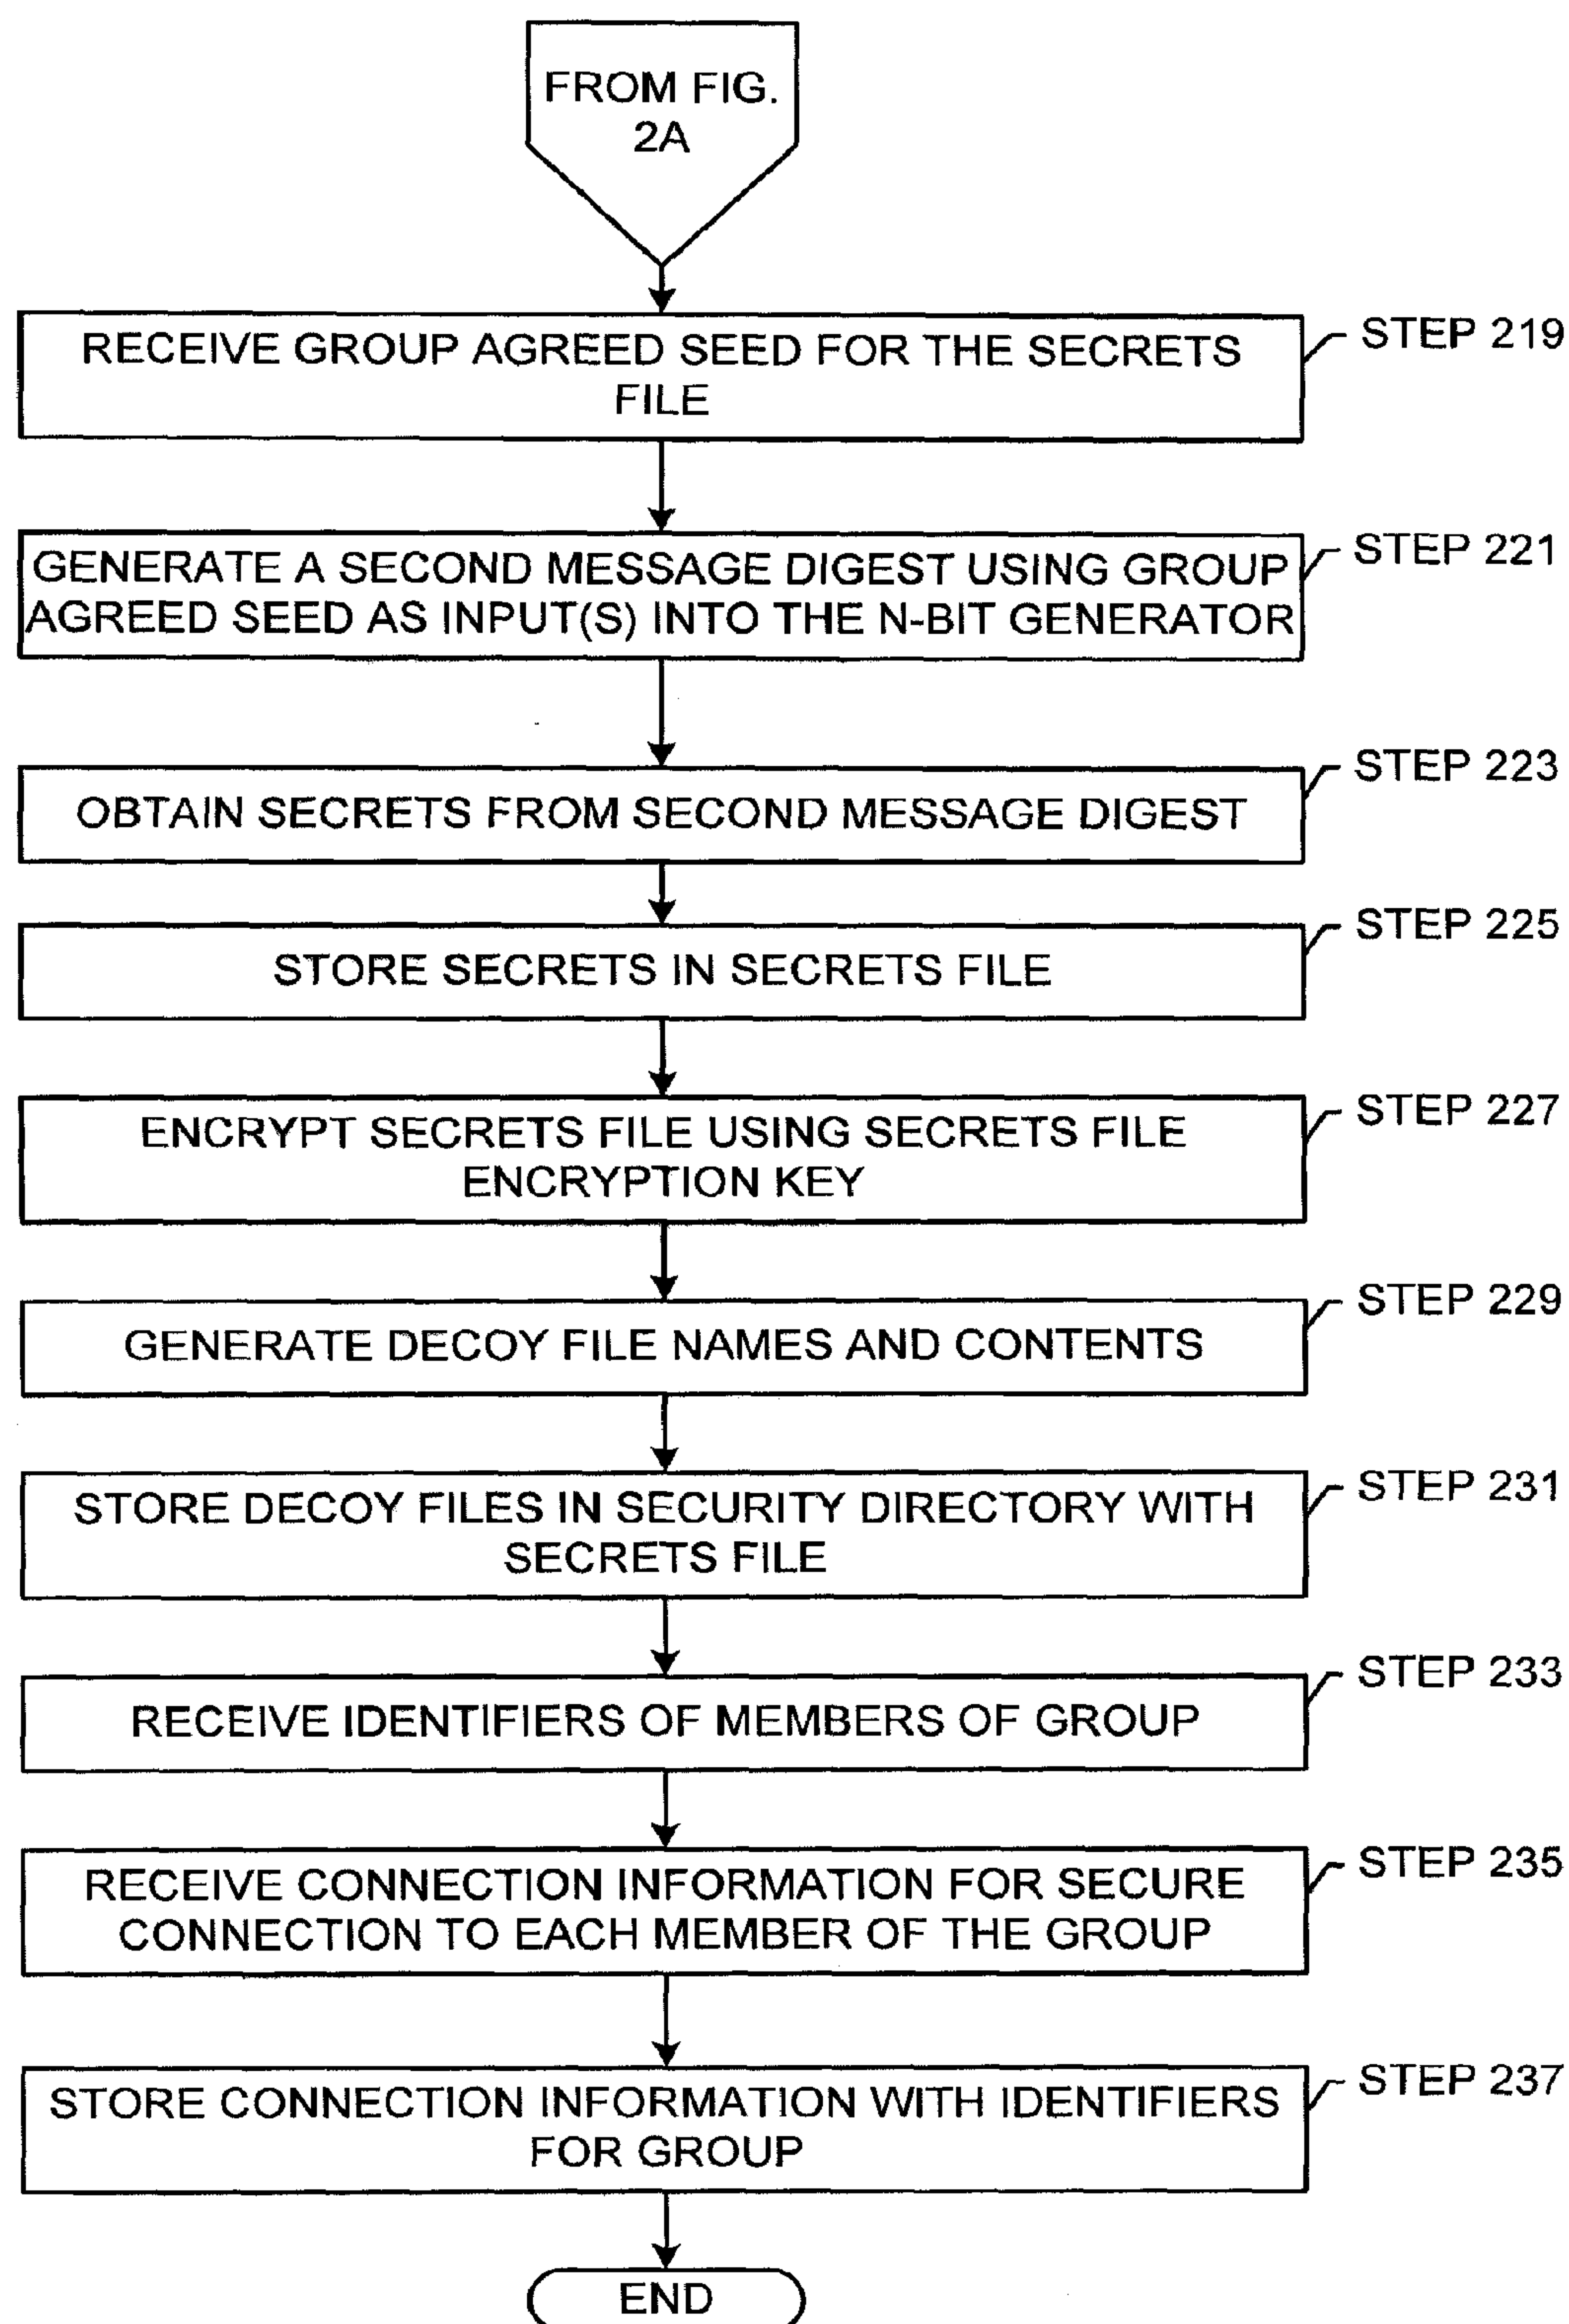 FROM FIG.
2A
RECEIVE GROUP AGREED SEED FOR THE SECRETS
FILE
STEP 219
GENERATE A SECOND MESSAGE DIGEST USING GROUP
AGREED SEED AS INPUT(S) INTO THE N-BIT GENERATOR
STEP 221
OBTAIN SECRETS FROM SECOND MESSAGE DIGEST
STEP 223
STORE SECRETS IN SECRETS FILE
STEP 225
ENCRYPT SECRETS FILE USING SECRETS FILE
ENCRYPTION KEY
STEP 227
GENERATE DECOY FILE NAMES AND CONTENTS
STEP 229
STORE DECOY FILES IN SECURITY DIRECTORY WITH
SECRETS FILE
STEP 231
RECEIVE IDENTIFIERS OF MEMBERS OF GROUP
STEP 233
RECEIVE CONNECTION INFORMATION FOR SECURE
CONNECTION TO EACH MEMBER OF THE GROUP
STEP 235
STORE CONNECTION INFORMATION WITH IDENTIFIERS
FOR GROUP
STEP 237
END